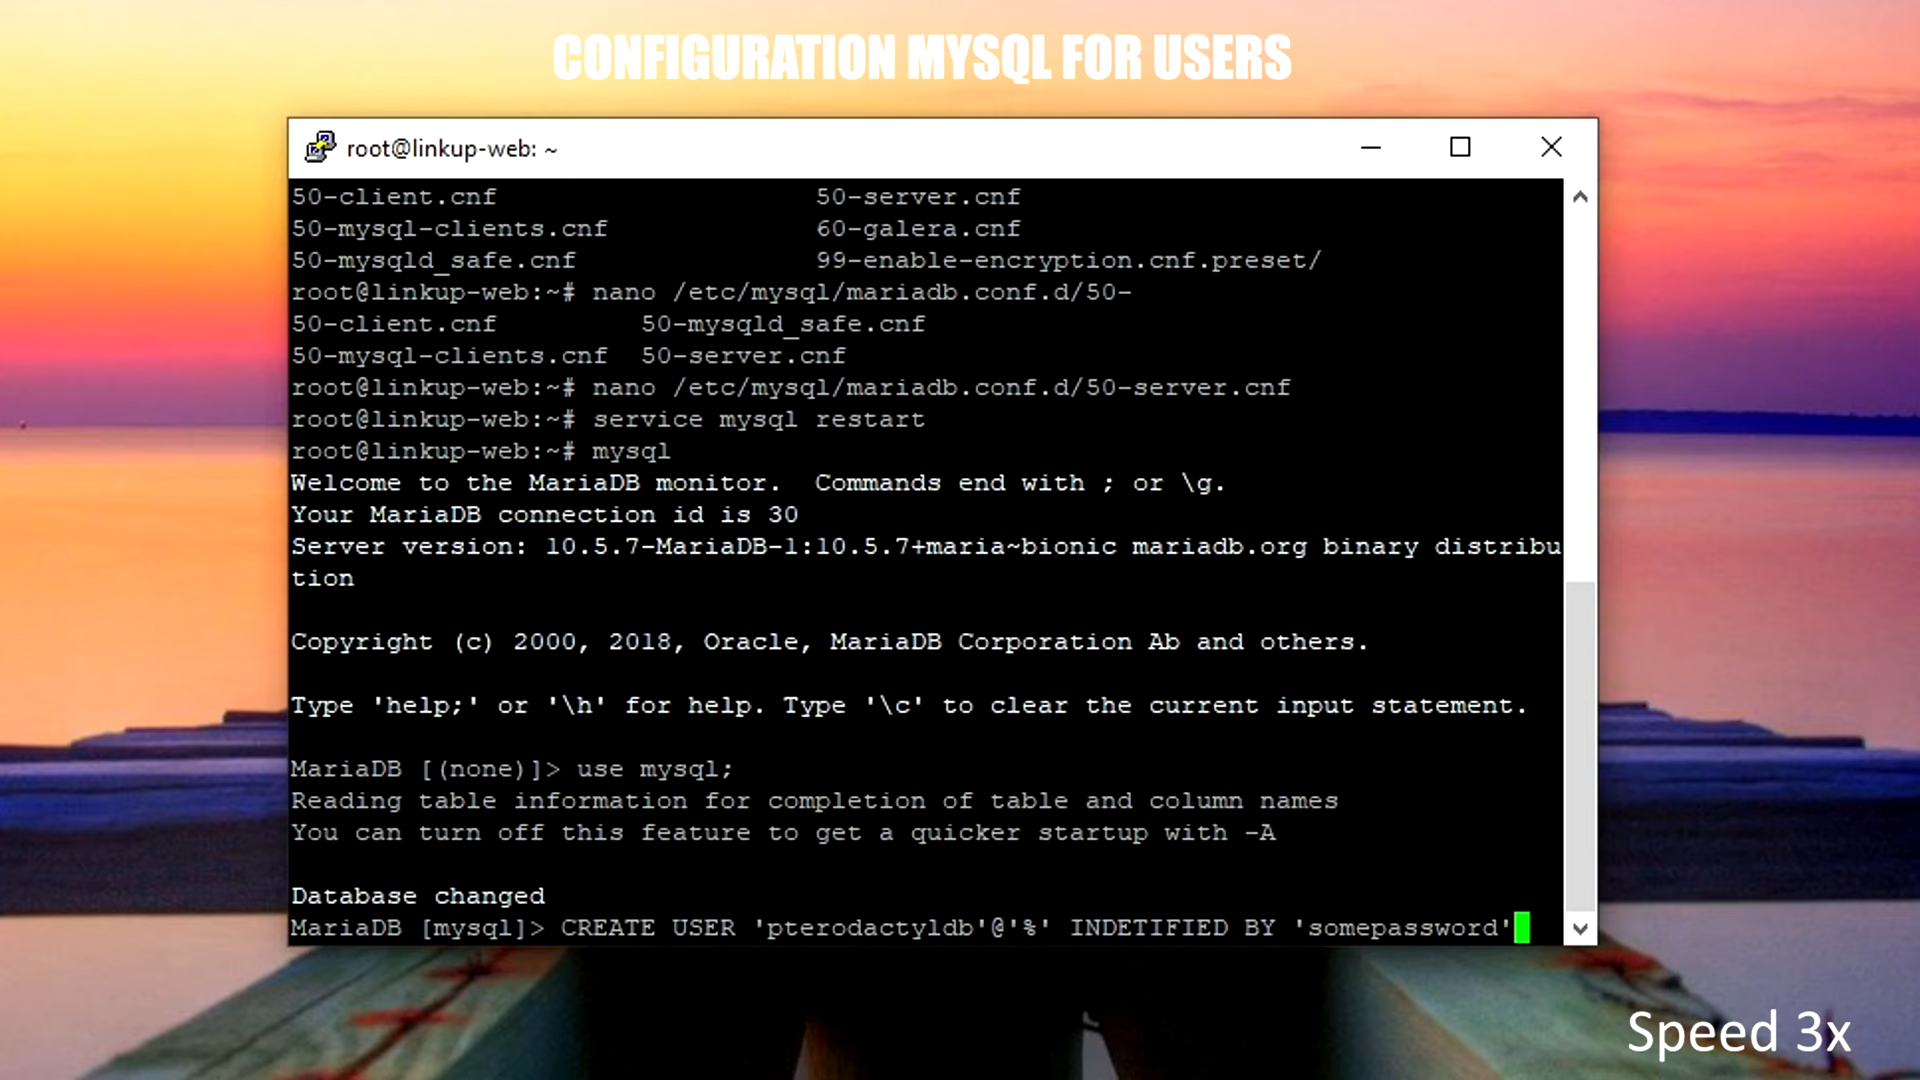 CONFIGURATION MYSQL FOR USERS
root@linkup-web: ~
50-client.cnf 50-server.cnf
50-mysql-clients.cnf 60-galera.cnf
50-mysqld_safe.cnf 99-enable-encryption.cnf.preset/
root@linkup-web:~# nano /etc/mysql/mariadb.conf.d/50-
50-client.cnf 50-mysqld_safe.cnf
50-mysql-clients.cnf 50-server.cnf
root@linkup-web:~# nano /etc/mysql/mariadb.conf.d/50-server.cnf
root@linkup-web:~# service mysql restart
root@linkup-web:~# mysql
Welcome to the MariaDB monitor.  Commands end with ; or \g.
Your MariaDB connection id is 30
Server version: 10.5.7-MariaDB-1:10.5.7+maria~bionic mariadb.org binary distribu
tion
Copyright (c) 2000, 2018, Oracle, MariaDB Corporation Ab and others.
Type 'help;' or '\h' for help. Type '\c' to clear the current input statement.
MariaDB [(none)]> use mysql;
Reading table information for completion of table and column names
You can turn off this feature to get a quicker startup with -A
Database changed
MariaDB [mysql]> CREATE USER 'pterodactyldb'@'%' INDETIFIED BY 'somepassword'
Speed 3x